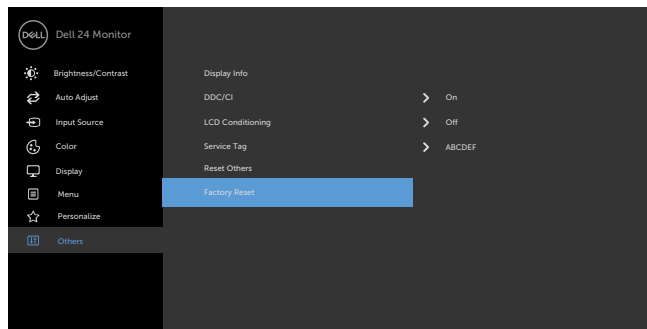 DELL Dell 24 Monitor
Brightness/Contrast Display Info
Auto Adjust DDC/CI On
Input Source LCD Conditioning Off
Color Service Tag ABCDEF
Display Reset Others
Menu Factory Reset
Personalize
Others